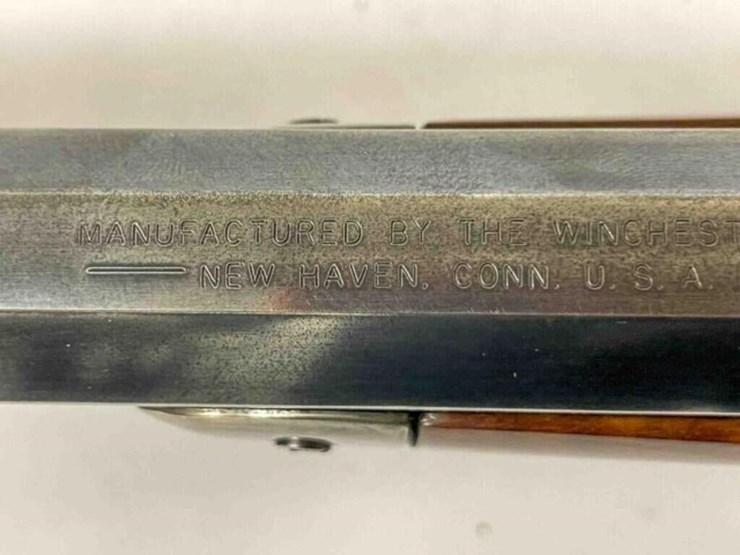 MANUFACTURED BY THE WINCHEST
NEW HAVEN. CONN. U. S. A.